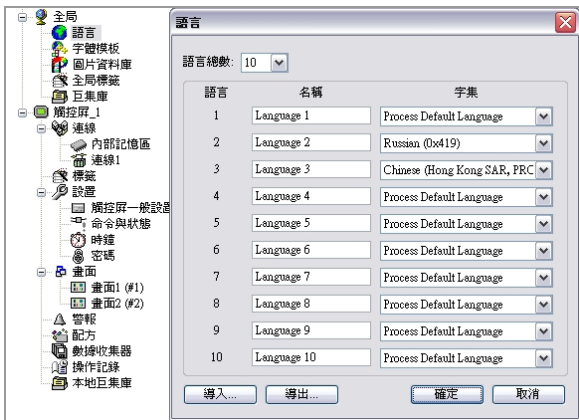 全局
語言
字體模板
圖片資料庫
全局標籤
巨集庫
觸控屏_1
連線
內部記憶區
連線1
標籤
設置
觸控屏一般設置
命令與狀態
時鐘
密碼
畫面
畫面1 (#1)
畫面2 (#2)
警報
配方
數據收集器
操作記錄
本地巨集庫
語言
語言總數: 10
語言 名稱 字集
1 Language 1 Process Default Language
2 Language 2 Russian (0x419)
3 Language 3 Chinese (Hong Kong SAR, PRC
4 Language 4 Process Default Language
5 Language 5 Process Default Language
6 Language 6 Process Default Language
7 Language 7 Process Default Language
8 Language 8 Process Default Language
9 Language 9 Process Default Language
10 Language 10 Process Default Language
導入... 導出... 確定 取消